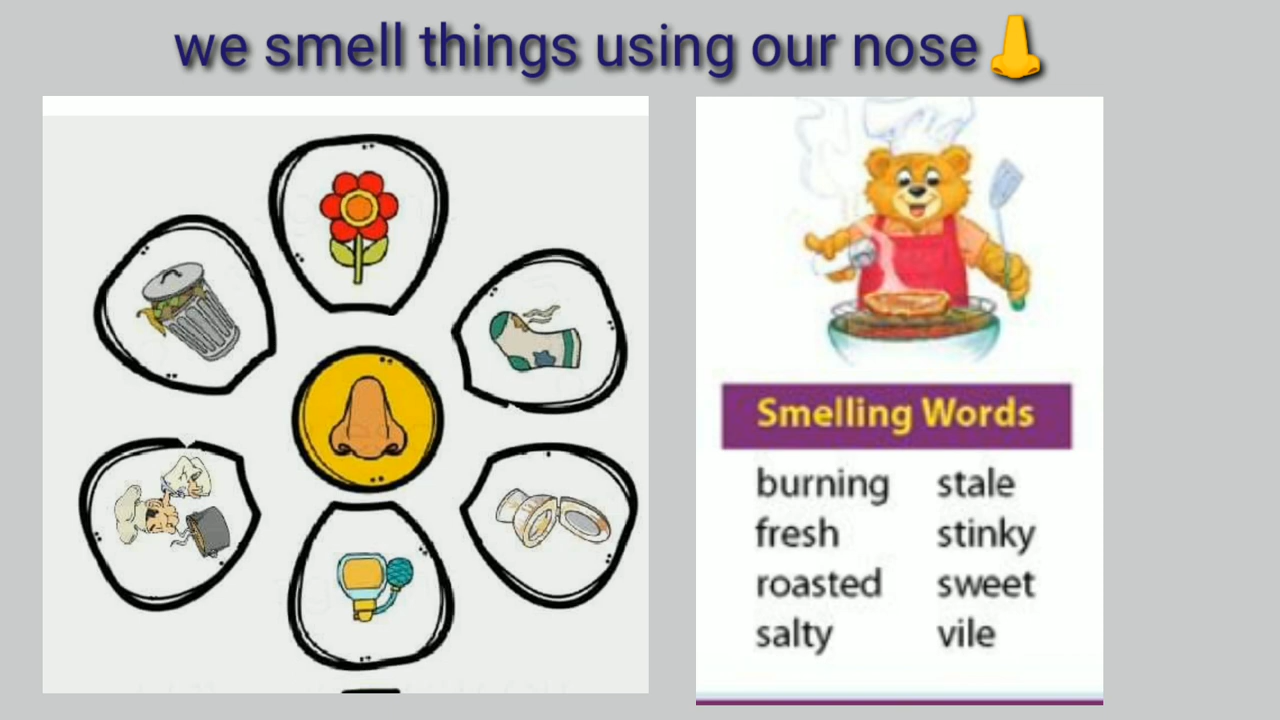 we smell things using our nose
Smelling Words
burning stale
fresh stinky
roasted sweet
salty vile